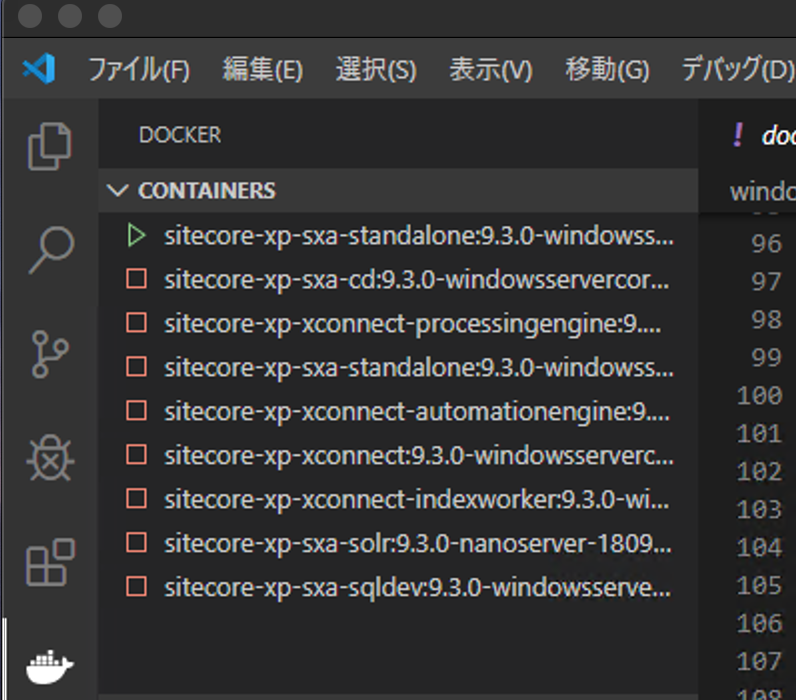 ファイル(F) 編集(E) 選択(S) 表示(V) 移動(G) デバッグ(D)
DOCKER
CONTAINERS
sitecore-xp-sxa-standalone:9.3.0-windowss...
sitecore-xp-sxa-cd:9.3.0-windowsservercor...
sitecore-xp-xconnect-processingengine:9....
sitecore-xp-sxa-standalone:9.3.0-windowss...
sitecore-xp-xconnect-automationengine:9....
sitecore-xp-xconnect:9.3.0-windowsserverc...
sitecore-xp-xconnect-indexworker:9.3.0-wi...
sitecore-xp-sxa-solr:9.3.0-nanoserver-1809...
sitecore-xp-sxa-sqldev:9.3.0-windowsserve...
! doc
windo
96
97
98
99
100
101
102
103
104
105
106
107
108